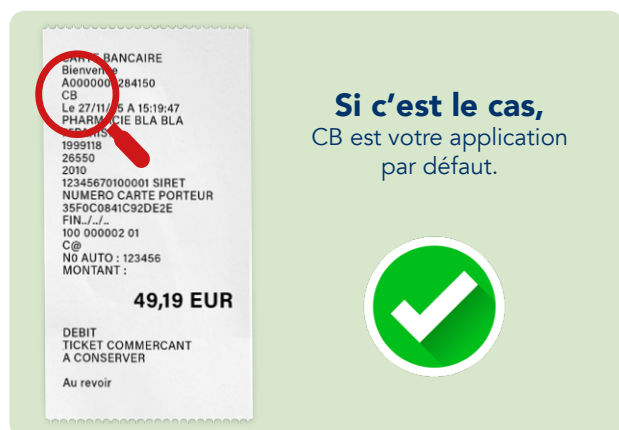 CARTE BANCAIRE
Bienvenue
A0000000284150
CB
Le 27/11/ 5 A 15:19:47
PHARMACIE BLA BLA
1999118
26550
2010
12345670100001 SIRET
NUMERO CARTE PORTEUR
35F0C0841C92DE2E
FIN../../..
100 000002 01
C@
N0 AUTO : 123456
MONTANT :
49,19 EUR
DEBIT
TICKET COMMERCANT
A CONSERVER
Au revoir
Si c’est le cas,
CB est votre application
par défaut.